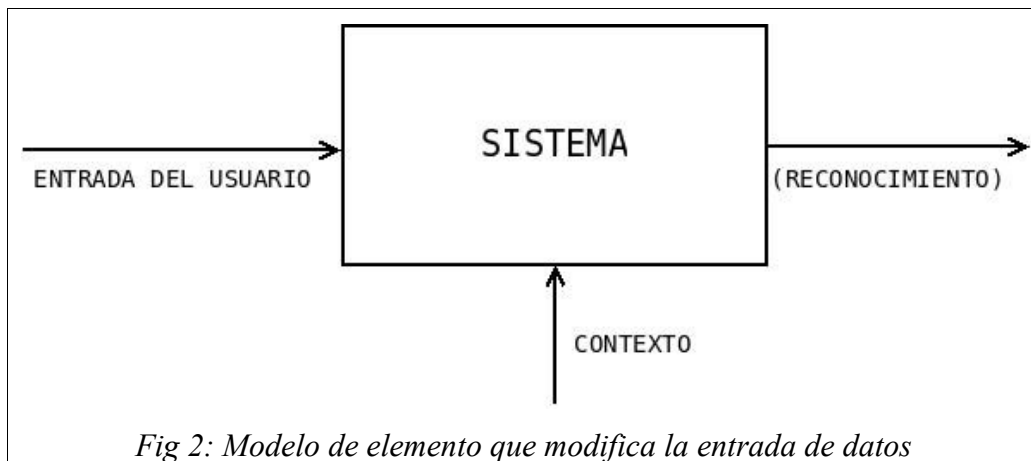 SISTEMA
ENTRADA DEL USUARIO
(RECONOCIMIENTO)
CONTEXTO
Fig 2: Modelo de elemento que modifica la entrada de datos